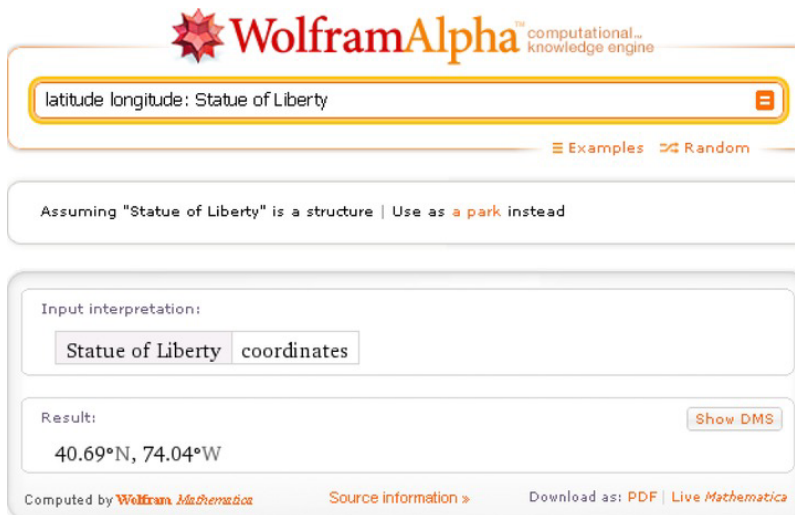 WolframAlpha™ computational... knowledge engine
latitude longitude: Statue of Liberty
Examples Random
Assuming "Statue of Liberty" is a structure | Use as a park instead
Input interpretation:
Statue of Liberty coordinates
Result: Show DMS
40.69°N, 74.04°W
Computed by Wolfram Mathematica Source information » Download as: PDF | Live Mathematica